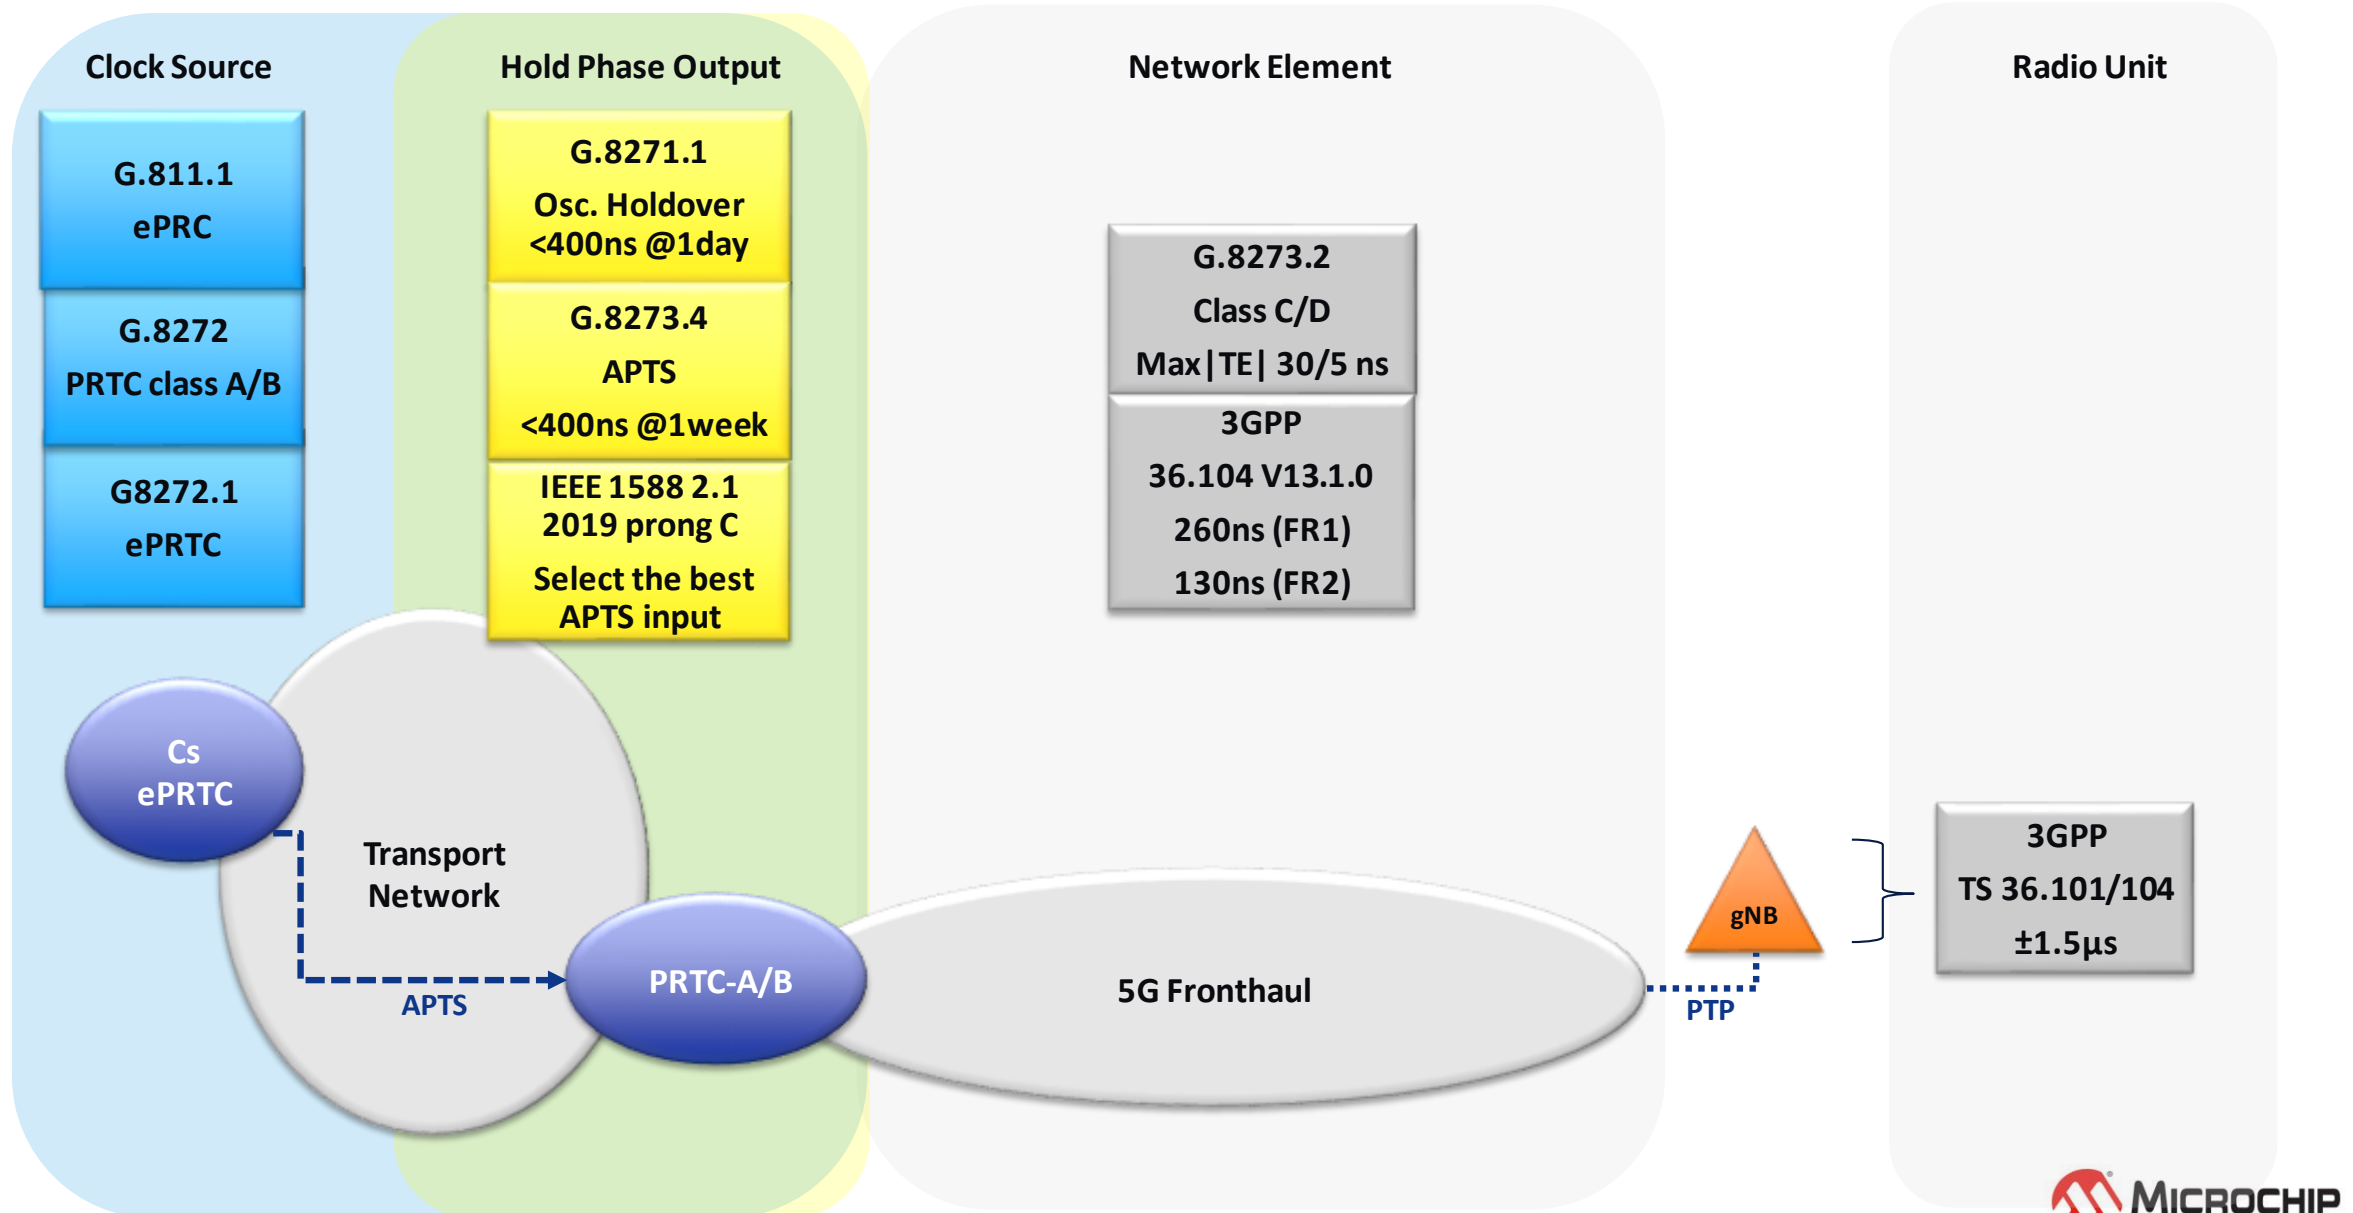 Clock Source
Hold Phase Output
Network Element
Radio Unit
G.811.1
ePRC
G.8272
PRTC class A/B
G8272.1
ePRTC
G.8271.1
Osc. Holdover
<400ns @1day
G.8273.4
APTS
<400ns @1week
IEEE 1588 2.1
2019 prong C
Select the best
APTS input
G.8273.2
Class C/D
Max|TE| 30/5 ns
3GPP
36.104 V13.1.0
260ns (FR1)
130ns (FR2)
Cs
ePRTC
Transport
Network
APTS
PRTC-A/B
5G Fronthaul
PTP
gNB
3GPP
TS 36.101/104
±1.5µs
MICROCHIP